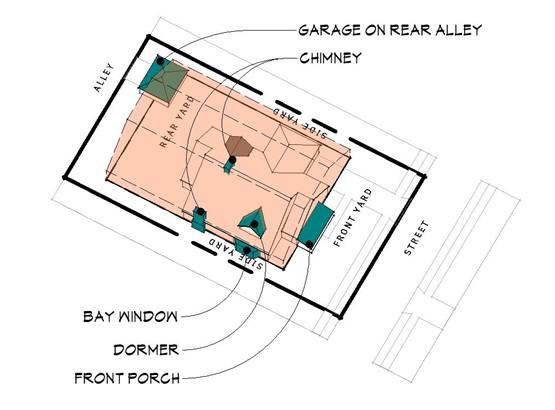 GARAGE ON REAR ALLEY
CHIMNEY
ALLEY
REAR YARD
SIDE YARD
FRONT YARD
STREET
SIDE YARD
BAY WINDOW
DORMER
FRONT PORCH